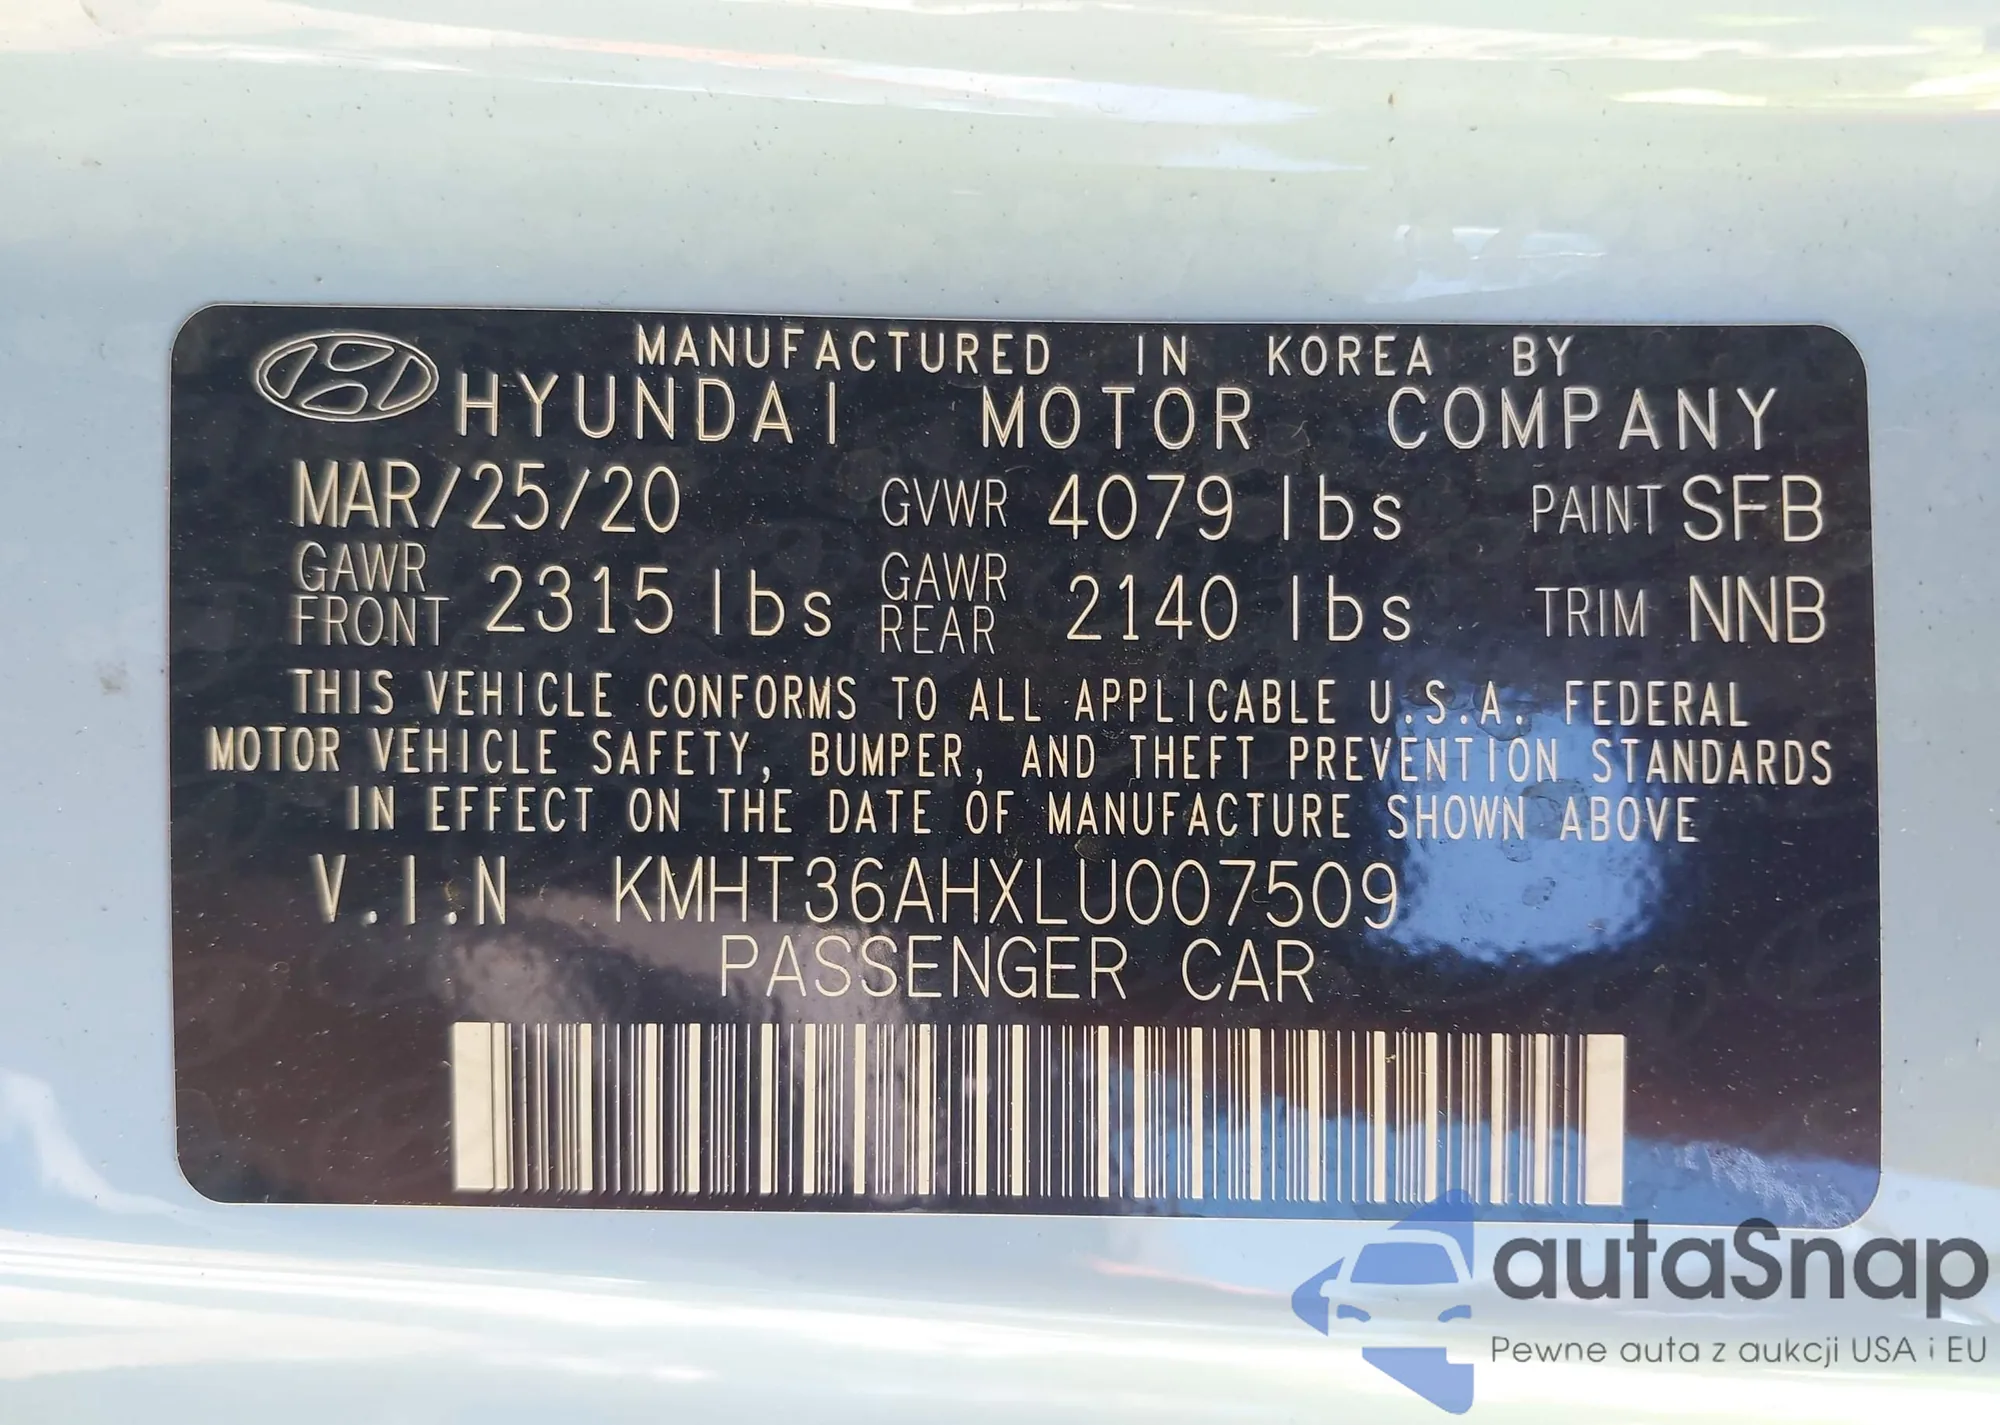 MANUFACTURED IN KOREA BY
HYUNDAI MOTOR COMPANY
MAR/25/20 GVWR 4079 lbs PAINT SFB
GAWR FRONT 2315 lbs GAWR REAR 2140 lbs TRIM NNB
THIS VEHICLE CONFORMS TO ALL APPLICABLE U.S.A. FEDERAL
MOTOR VEHICLE SAFETY, BUMPER, AND THEFT PREVENTION STANDARDS
IN EFFECT ON THE DATE OF MANUFACTURE SHOWN ABOVE
V.I.N KMHT36AHXLU007509
PASSENGER CAR
autaSnap
Pewne auta z aukcji USA i EU